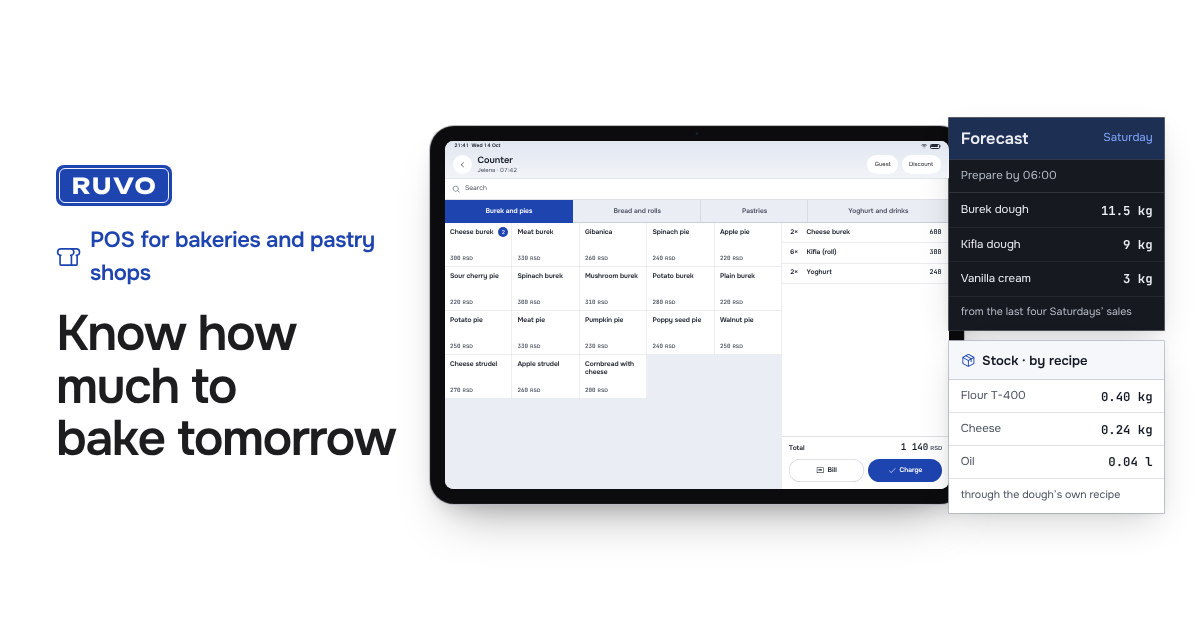 RUVO
POS for bakeries and pastry
shops
Know how
much to
bake tomorrow
21:41 Wed 14 Oct
Counter
Jelena · 07:42
Guest
Discount
Search
Burek and pies
Bread and rolls
Pastries
Yoghurt and drinks
Cheese burek 2
Meat burek
Gibanica
Spinach pie
Apple pie
300 RSD
330 RSD
260 RSD
240 RSD
220 RSD
Sour cherry pie
Spinach burek
Mushroom burek
Potato burek
Plain burek
220 RSD
300 RSD
310 RSD
280 RSD
220 RSD
Potato pie
Meat pie
Pumpkin pie
Poppy seed pie
Walnut pie
250 RSD
330 RSD
230 RSD
240 RSD
250 RSD
Cheese strudel
Apple strudel
Cornbread with
cheese
270 RSD
260 RSD
200 RSD
2× Cheese burek 600
6× Kifla (roll) 300
2× Yoghurt 240
Total 1 140 RSD
Bill
Charge
Forecast Saturday
Prepare by 06:00
Burek dough 11.5 kg
Kifla dough 9 kg
Vanilla cream 3 kg
from the last four Saturdays’ sales
Stock · by recipe
Flour T-400 0.40 kg
Cheese 0.24 kg
Oil 0.04 l
through the dough’s own recipe